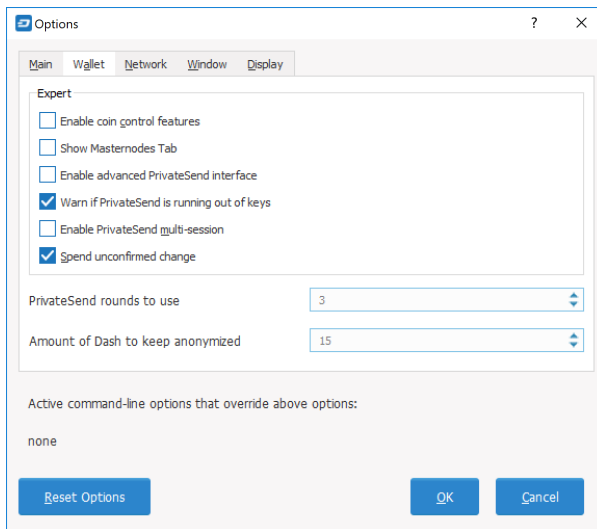 Options
?
Main Wallet Network Window Display
Expert
Enable coin control features
Show Masternodes Tab
Enable advanced PrivateSend interface
Warn if PrivateSend is running out of keys
Enable PrivateSend multi-session
Spend unconfirmed change
PrivateSend rounds to use 3
Amount of Dash to keep anonymized 15
Active command-line options that override above options:
none
Reset Options OK Cancel